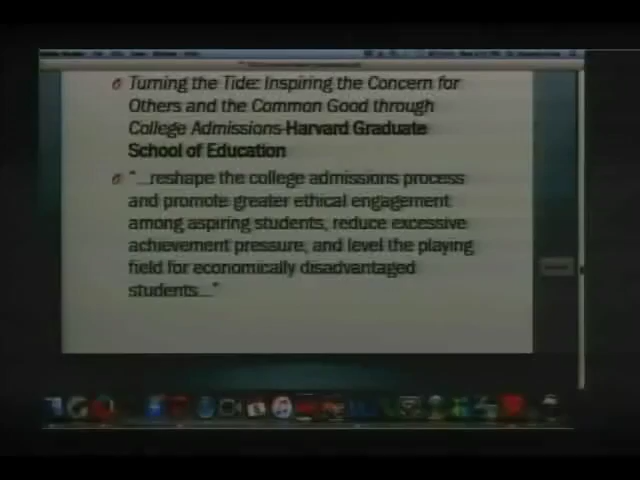 Turning the Tide: Inspiring the Concern for
Others and the Common Good through
College Admissions-Harvard Graduate
School of Education
"...reshape the college admissions process
and promote greater ethical engagement
among aspiring students, reduce excessive
achievement pressure, and level the playing
field for economically disadvantaged
students..."